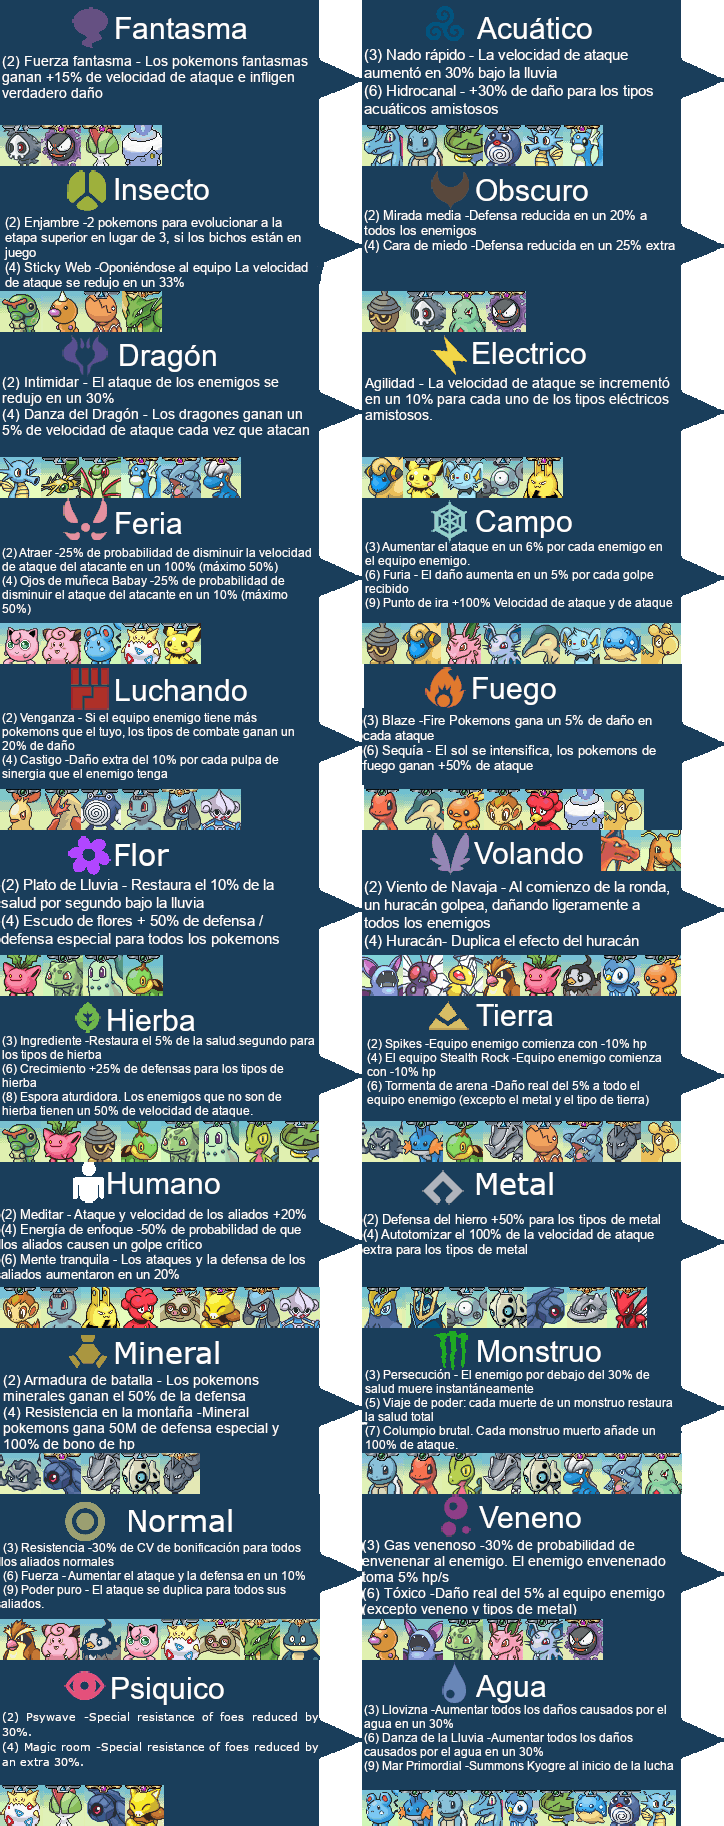 Fantasma
(2) Fuerza fantasma - Los pokemons fantasmas
ganan +15% de velocidad de ataque e infligen
verdadero daño
Acuático
(3) Nado rápido - La velocidad de ataque
aumentó en 30% bajo la lluvia
(6) Hidrocanal - +30% de daño para los tipos
acuáticos amistosos
Insecto
(2) Enjambre -2 pokemons para evolucionar a la
etapa superior en lugar de 3, si los bichos están en
juego
(4) Sticky Web -Oponiéndose al equipo La velocidad
de ataque se redujo en un 33%
Obscuro
(2) Mirada media -Defensa reducida en un 20% a
todos los enemigos
(4) Cara de miedo -Defensa reducida en un 25% extra
Dragón
(2) Intimidar - El ataque de los enemigos se
redujo en un 30%
(4) Danza del Dragón - Los dragones ganan un
5% de velocidad de ataque cada vez que atacan
Electrico
Agilidad - La velocidad de ataque se incrementó
en un 10% para cada uno de los tipos eléctricos
amistosos.
Feria
(2) Atraer -25% de probabilidad de disminuir la velocidad
de ataque del atacante en un 100% (máximo 50%)
(4) Ojos de muñeca Babay -25% de probabilidad de
disminuir el ataque del atacante en un 10% (máximo
50%)
Campo
(3) Aumentar el ataque en un 6% por cada enemigo en
el equipo enemigo.
(6) Furia - El daño aumenta en un 5% por cada golpe
recibido
(9) Punto de ira +100% Velocidad de ataque y de ataque
Luchando
(2) Venganza - Si el equipo enemigo tiene más
pokemons que el tuyo, los tipos de combate ganan un
20% de daño
(4) Castigo -Daño extra del 10% por cada pulpa de
sinergia que el enemigo tenga
Fuego
(3) Blaze -Fire Pokemons gana un 5% de daño en
cada ataque
(6) Sequía - El sol se intensifica, los pokemons de
fuego ganan +50% de ataque
Flor
(2) Plato de Lluvia - Restaura el 10% de la
salud por segundo bajo la lluvia
(4) Escudo de flores + 50% de defensa /
defensa especial para todos los pokemons
Volando
(2) Viento de Navaja - Al comienzo de la ronda,
un huracán golpea, dañando ligeramente a
todos los enemigos
(4) Huracán- Duplica el efecto del huracán
Hierba
(3) Ingrediente -Restaura el 5% de la salud.segundo para
los tipos de hierba
(6) Crecimiento +25% de defensas para los tipos de
hierba
(8) Espora aturdidora. Los enemigos que no son de
hierba tienen un 50% de velocidad de ataque.
Tierra
(2) Spikes -Equipo enemigo comienza con -10% hp
(4) El equipo Stealth Rock -Equipo enemigo comienza
con -10% hp
(6) Tormenta de arena -Daño real del 5% a todo el
equipo enemigo (excepto el metal y el tipo de tierra)
Humano
(2) Meditar - Ataque y velocidad de los aliados +20%
(4) Energía de enfoque -50% de probabilidad de que
los aliados causen un golpe crítico
(6) Mente tranquila - Los ataques y la defensa de los
aliados aumentaron en un 20%
Metal
(2) Defensa del hierro +50% para los tipos de metal
(4) Autotomizar el 100% de la velocidad de ataque
extra para los tipos de metal
Mineral
(2) Armadura de batalla - Los pokemons
minerales ganan el 50% de la defensa
(4) Resistencia en la montaña -Mineral
pokemons gana 50M de defensa especial y
100% de bono de hp
Monstruo
(3) Persecución - El enemigo por debajo del 30% de
salud muere instantáneamente
(5) Viaje de poder: cada muerte de un monstruo restaura
la salud total
(7) Columpio brutal. Cada monstruo muerto añade un
100% de ataque.
Normal
(3) Resistencia -30% de CV de bonificación para todos
los aliados normales
(6) Fuerza - Aumentar el ataque y la defensa en un 10%
(9) Poder puro - El ataque se duplica para todos sus
aliados.
Veneno
(3) Gas venenoso -30% de probabilidad de
envenenar al enemigo. El enemigo envenenado
toma 5% hp/s
(6) Tóxico -Daño real del 5% al equipo enemigo
(excepto veneno y tipos de metal)
Psiquico
(2) Psywave -Special resistance of foes reduced by
30%.
(4) Magic room -Special resistance of foes reduced by
an extra 30%.
Agua
(3) Llovizna -Aumentar todos los daños causados por el
agua en un 30%
(6) Danza de la Lluvia -Aumentar todos los daños
causados por el agua en un 30%
(9) Mar Primordial -Summons Kyogre al inicio de la lucha